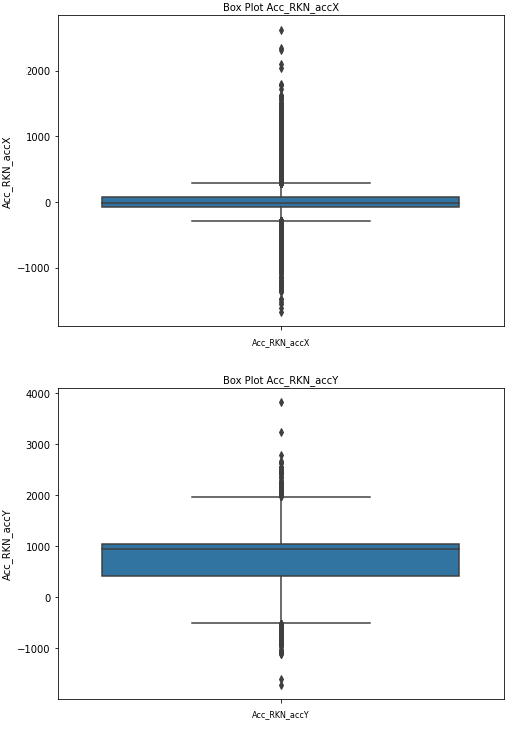 Box Plot Acc_RKN_accX
2000
1000
0
−1000
Acc_RKN_accX
Acc_RKN_accX
Box Plot Acc_RKN_accY
4000
3000
2000
1000
0
−1000
Acc_RKN_accY
Acc_RKN_accY